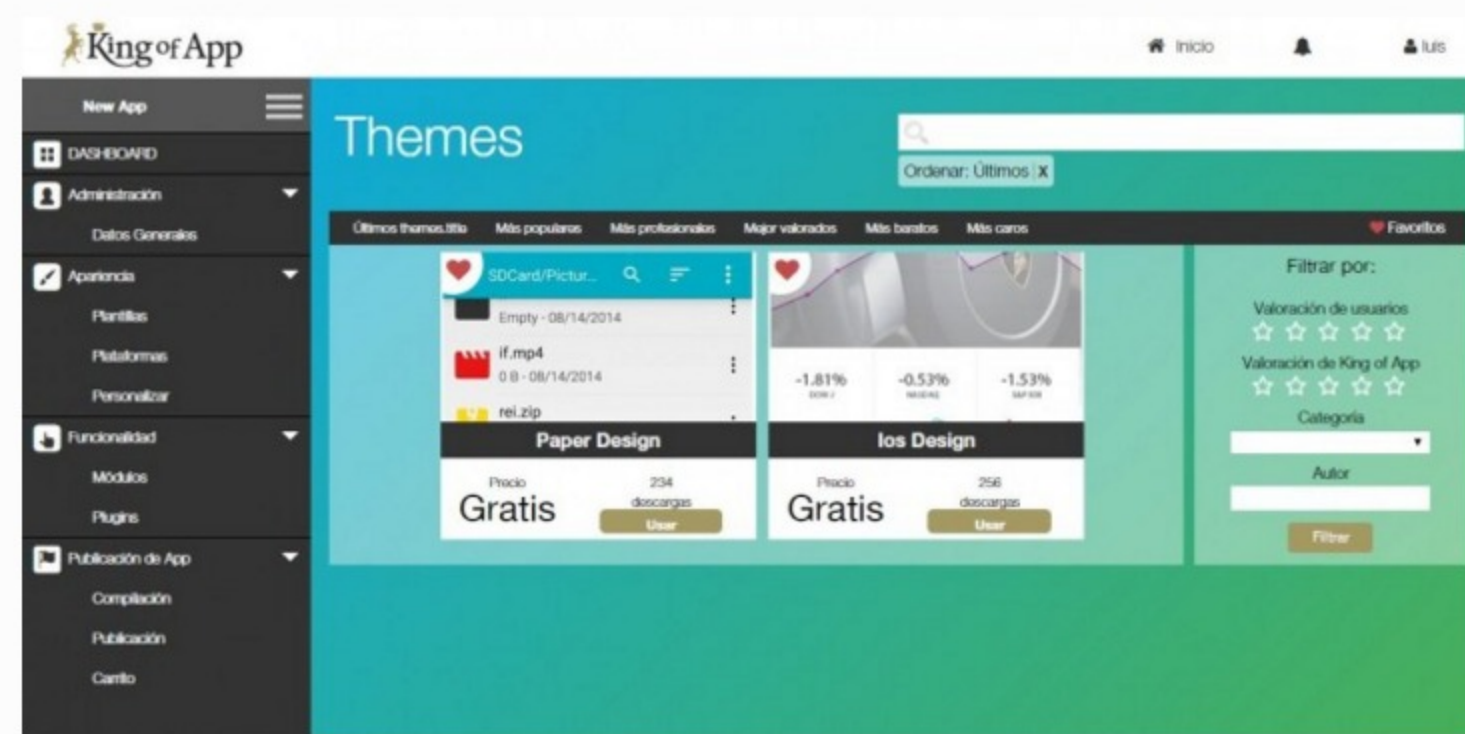 King of App
Inicio
luis
New App
DASHBOARD
Administración
Datos Generales
Apariencia
Plantillas
Plataformas
Personalizar
Funcionalidad
Módulos
Plugins
Publicación de App
Compilación
Publicación
Carrito
Themes
Ordenar: Últimos X
Últimos themes.title Más populares Más profesionales Mejor valorados Más baratos Más caros Favoritos
SDCard/Pictur...
Empty - 08/14/2014
if.mp4
0 B - 08/14/2014
rei.zip
Paper Design
Precio
Gratis
234
descargas
Usar
-1.81% -0.53% -1.53%
DOW J NASDAQ S&P 500
Ios Design
Precio
Gratis
256
descargas
Usar
Filtrar por:
Valoración de usuarios
Valoración de King of App
Categoría
Autor
Filtrar